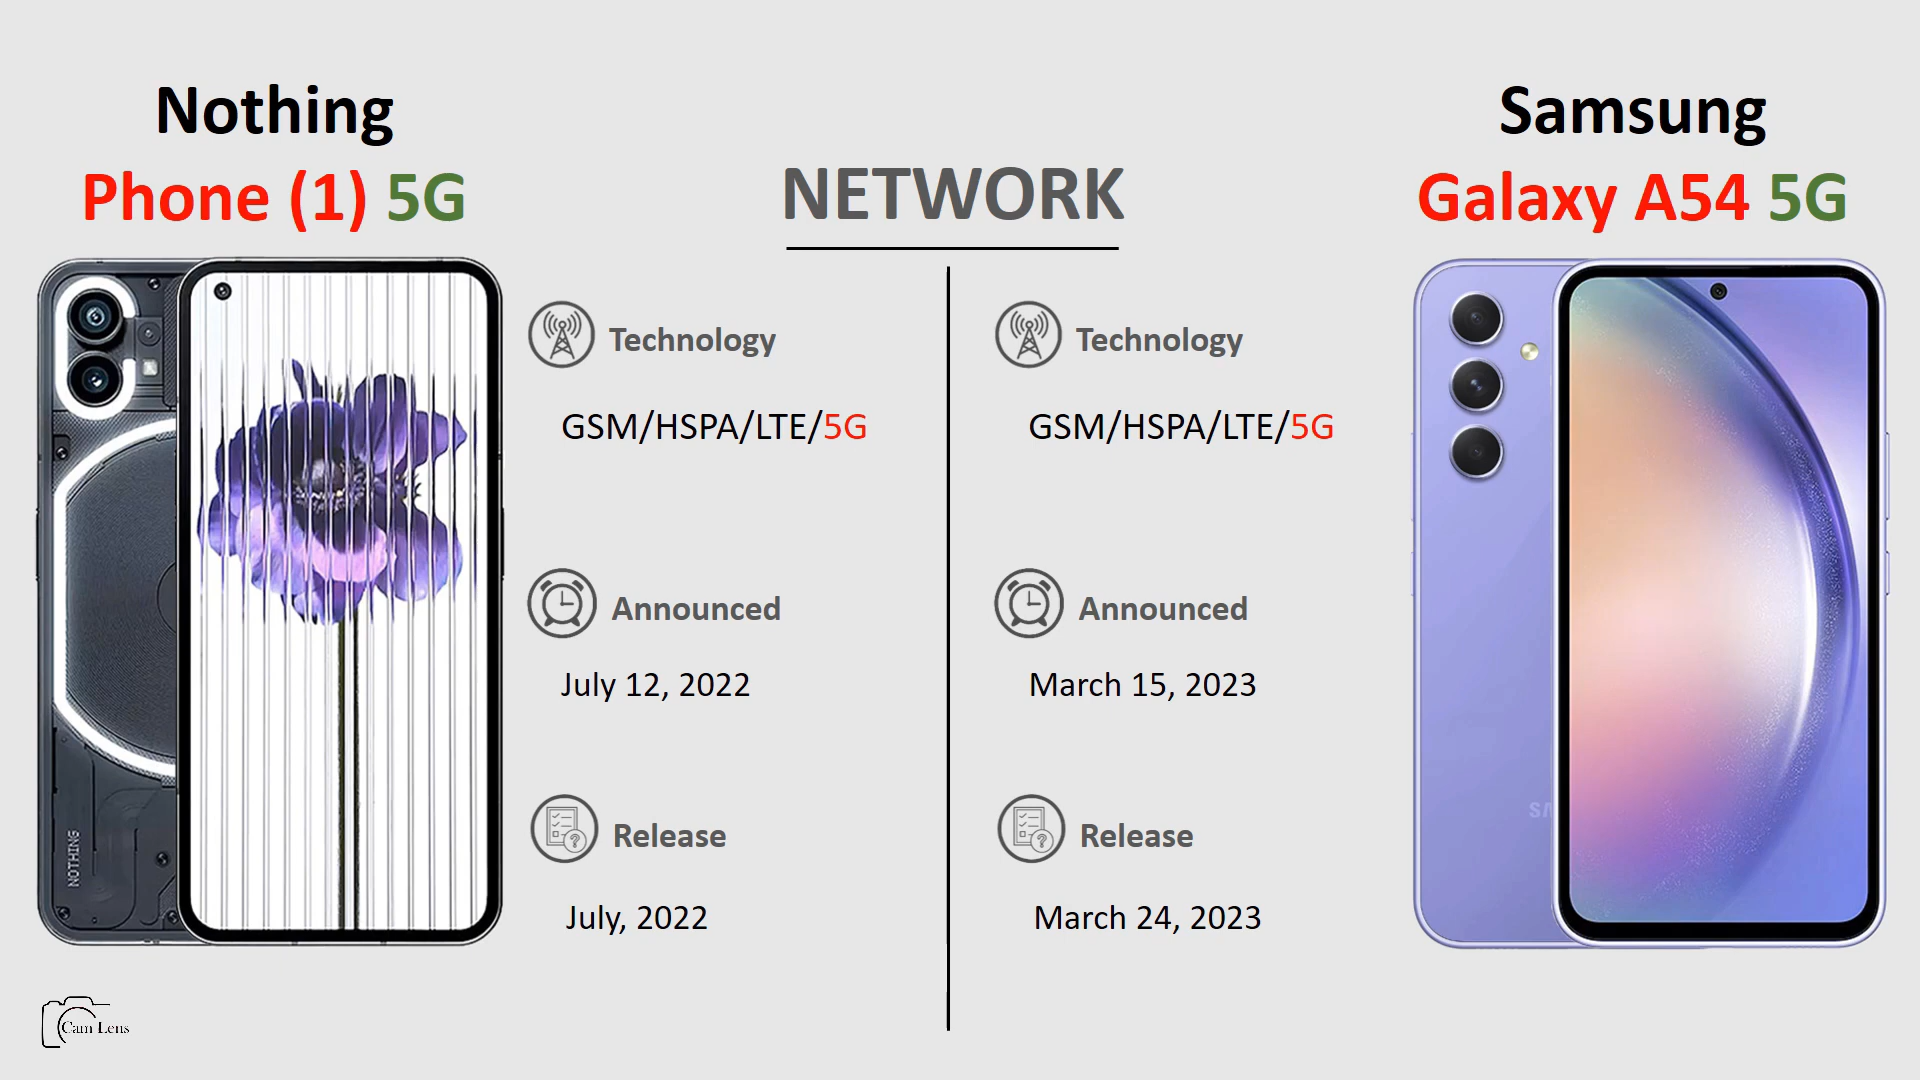 Nothing
Phone (1) 5G
NETWORK
Samsung
Galaxy A54 5G
Technology
GSM/HSPA/LTE/5G
Announced
July 12, 2022
Release
July, 2022
Technology
GSM/HSPA/LTE/5G
Announced
March 15, 2023
Release
March 24, 2023
NOTHING
SA
Cam Lens